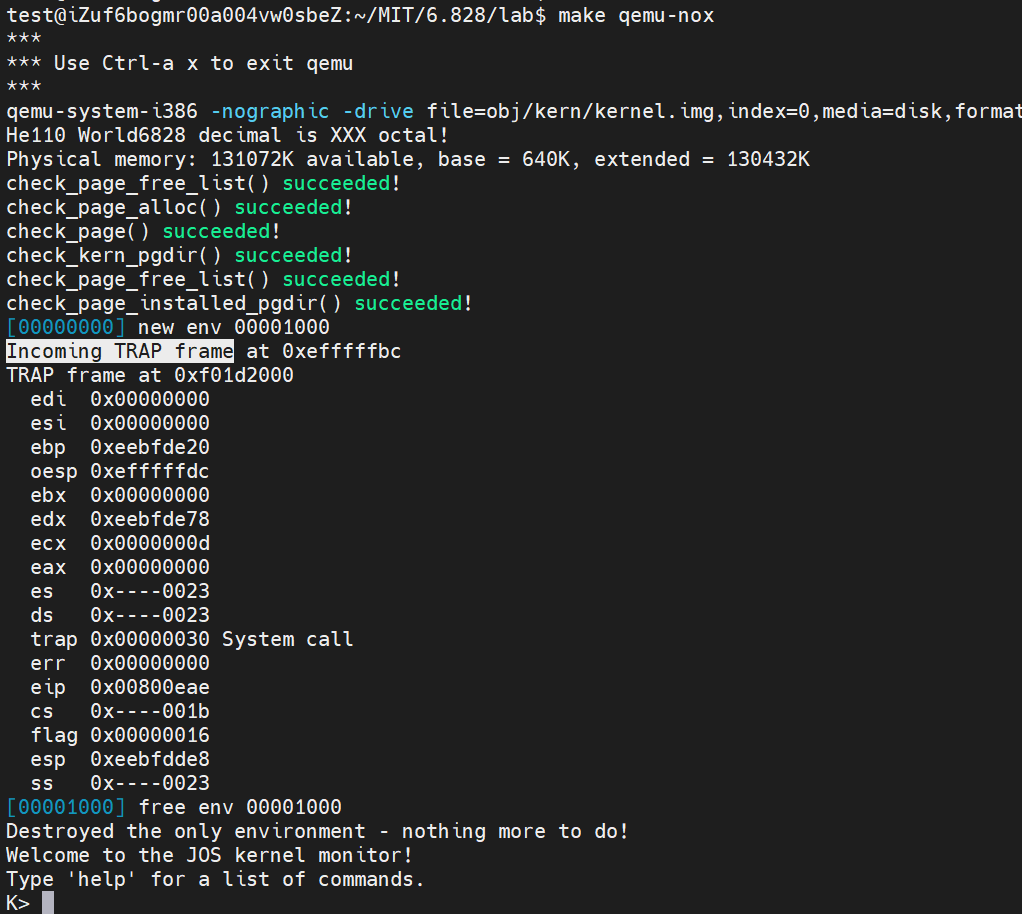 test@iZuf6bogmr00a004vw0sbeZ:~/MIT/6.828/lab$ make qemu-nox
***
*** Use Ctrl-a x to exit qemu
***
qemu-system-i386 -nographic -drive file=obj/kern/kernel.img,index=0,media=disk,format
He110 World6828 decimal is XXX octal!
Physical memory: 131072K available, base = 640K, extended = 130432K
check_page_free_list() succeeded!
check_page_alloc() succeeded!
check_page() succeeded!
check_kern_pgdir() succeeded!
check_page_free_list() succeeded!
check_page_installed_pgdir() succeeded!
[00000000] new env 00001000
Incoming TRAP frame at 0xefffffbc
TRAP frame at 0xf01d2000
  edi  0x00000000
  esi  0x00000000
  ebp  0xeebfde20
  oesp 0xefffffdc
  ebx  0x00000000
  edx  0xeebfde78
  ecx  0x0000000d
  eax  0x00000000
  es   0x----0023
  ds   0x----0023
  trap 0x00000030 System call
  err  0x00000000
  eip  0x00800eae
  cs   0x----001b
  flag 0x00000016
  esp  0xeebfdde8
  ss   0x----0023
[00001000] free env 00001000
Destroyed the only environment - nothing more to do!
Welcome to the JOS kernel monitor!
Type 'help' for a list of commands.
K>